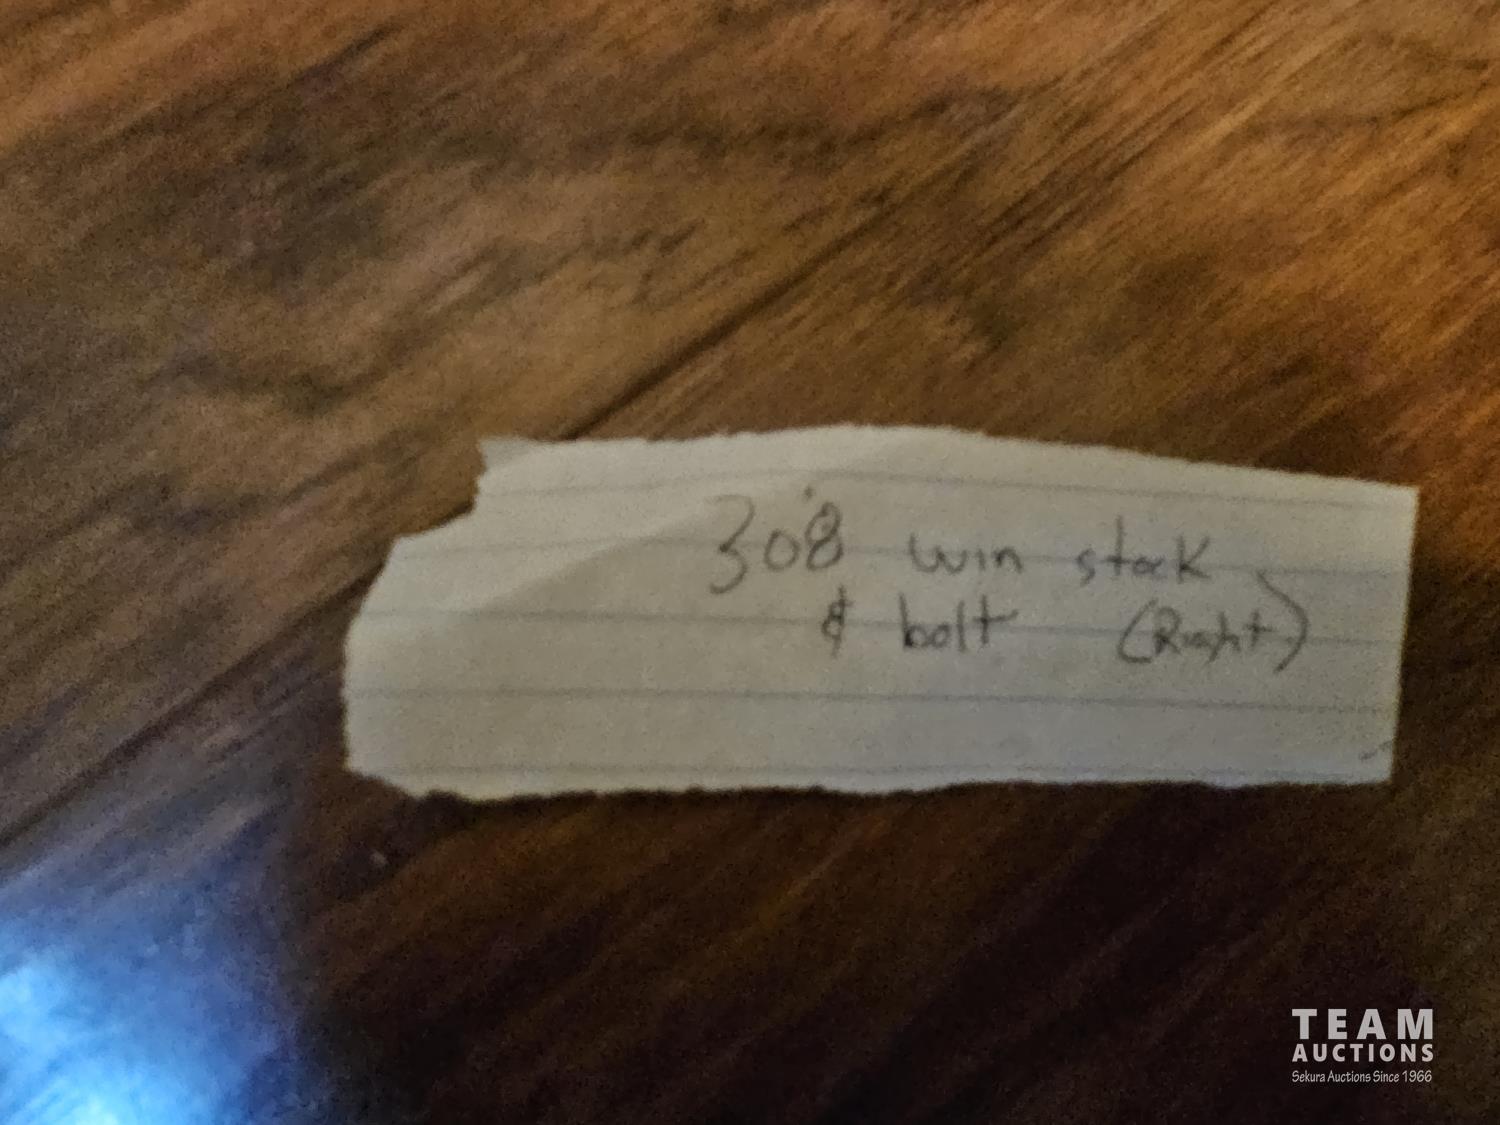 308 win stock
& bolt (Right)
TEAM
AUCTIONS
Sekura Auctions Since 1966